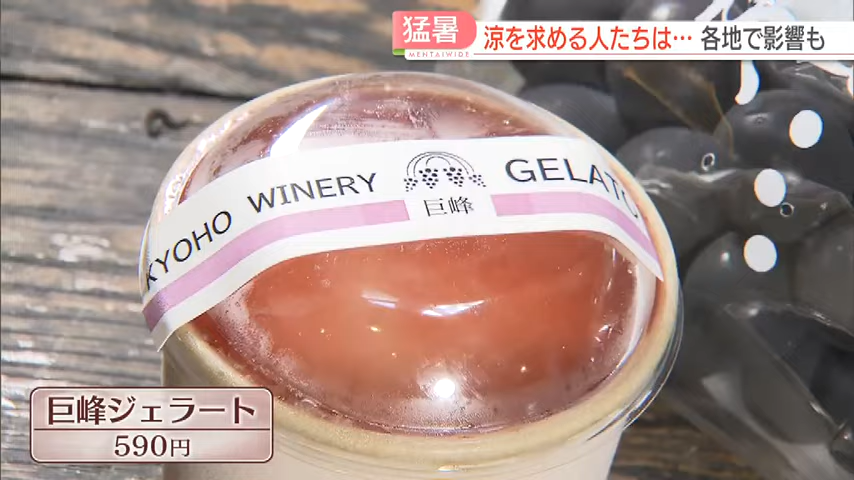 猛暑
MENTAIWIDE
涼を求める人たちは… 各地で影響も
KYOHO WINERY
巨峰
GELATO
巨峰ジェラート
590円